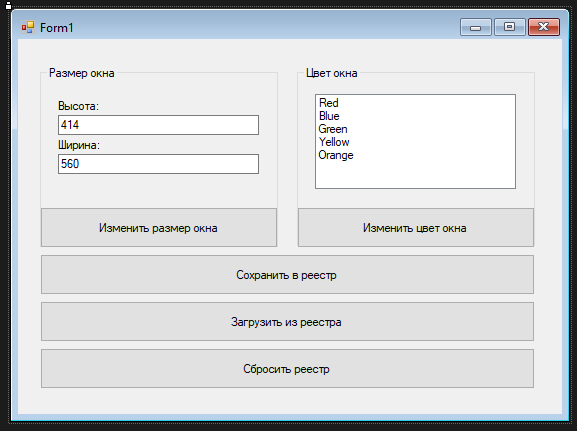 Form1
Размер окна
Высота:
414
Ширина:
560
Изменить размер окна
Цвет окна
Red
Blue
Green
Yellow
Orange
Изменить цвет окна
Сохранить в реестр
Загрузить из реестра
Сбросить реестр